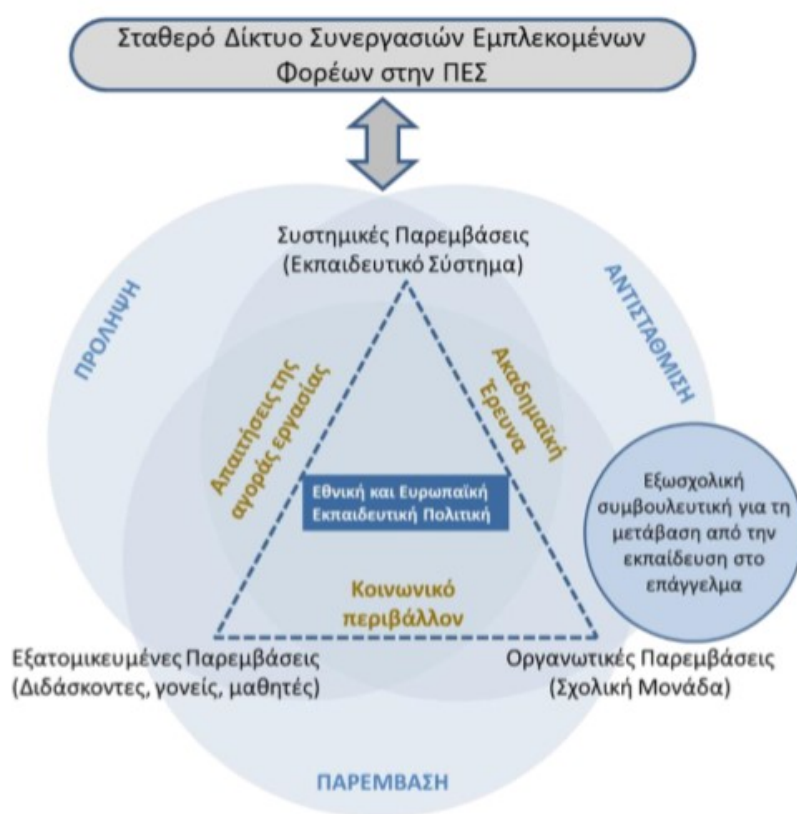 Σταθερό Δίκτυο Συνεργασιών Εμπλεκομένων
Φορέων στην ΠΕΣ
Συστημικές Παρεμβάσεις
(Εκπαιδευτικό Σύστημα)
ΠΡΟΛΗΨΗ
ΑΝΤΙΣΤΑΘΜΙΣΗ
Απαιτήσεις της
αγοράς εργασίας
Ακαδημαϊκή
Έρευνα
Εθνική και Ευρωπαϊκή
Εκπαιδευτική Πολιτική
Εξωσχολική
συμβουλευτική για τη
μετάβαση από την
εκπαίδευση στο
επάγγελμα
Κοινωνικό
περιβάλλον
Εξατομικευμένες Παρεμβάσεις
(Διδάσκοντες, γονείς, μαθητές)
Οργανωτικές Παρεμβάσεις
(Σχολική Μονάδα)
ΠΑΡΕΜΒΑΣΗ